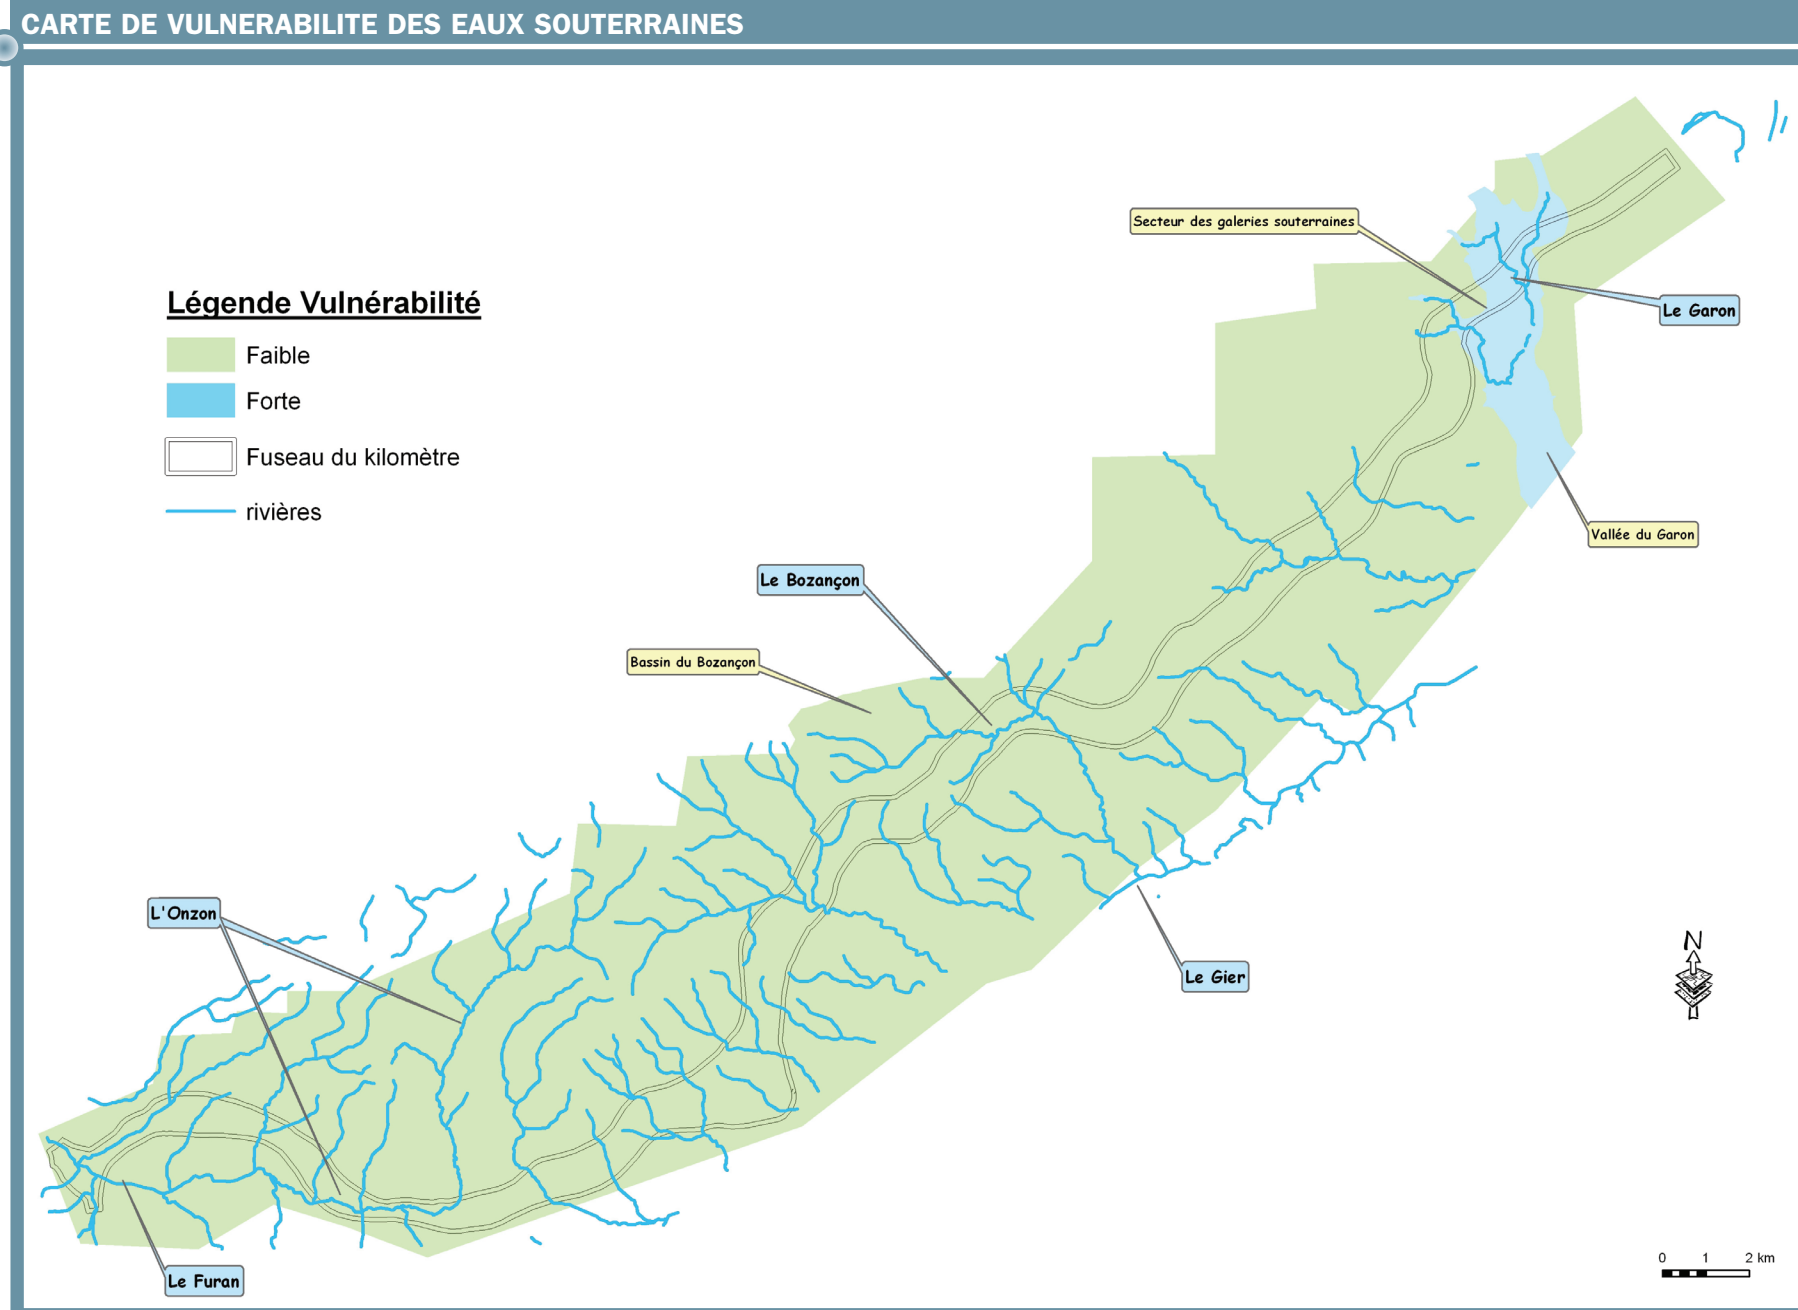 CARTE DE VULNERABILITE DES EAUX SOUTERRAINES
Secteur des galeries souterraines
Légende Vulnérabilité
Le Garon
Faible
Forte
Fuseau du kilomètre
rivières
Vallée du Garon
Le Bozançon
Bassin du Bozançon
L'Onzon
N
Le Gier
0 1 2 km
Le Furan